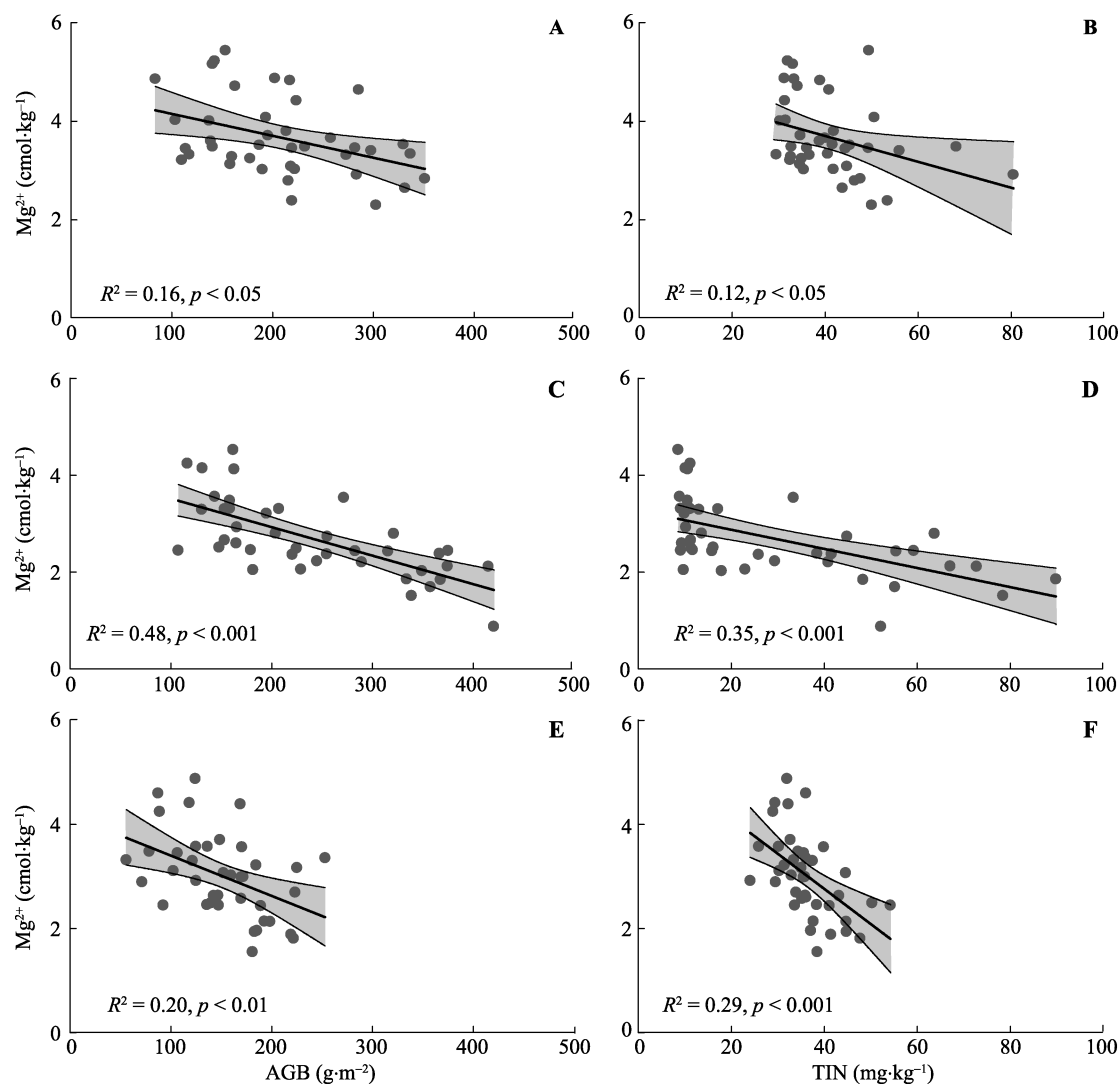 A
B
6
4
2
0
Mg²⁺ (cmol·kg⁻¹)
R² = 0.16, p < 0.05
0 100 200 300 400 500
6
4
2
0
R² = 0.12, p < 0.05
0 20 40 60 80 100
C
D
6
4
2
0
Mg²⁺ (cmol·kg⁻¹)
R² = 0.48, p < 0.001
0 100 200 300 400 500
6
4
2
0
R² = 0.35, p < 0.001
0 20 40 60 80 100
E
F
6
4
2
0
Mg²⁺ (cmol·kg⁻¹)
R² = 0.20, p < 0.01
0 100 200 300 400 500
AGB (g·m⁻²)
6
4
2
0
R² = 0.29, p < 0.001
0 20 40 60 80 100
TIN (mg·kg⁻¹)